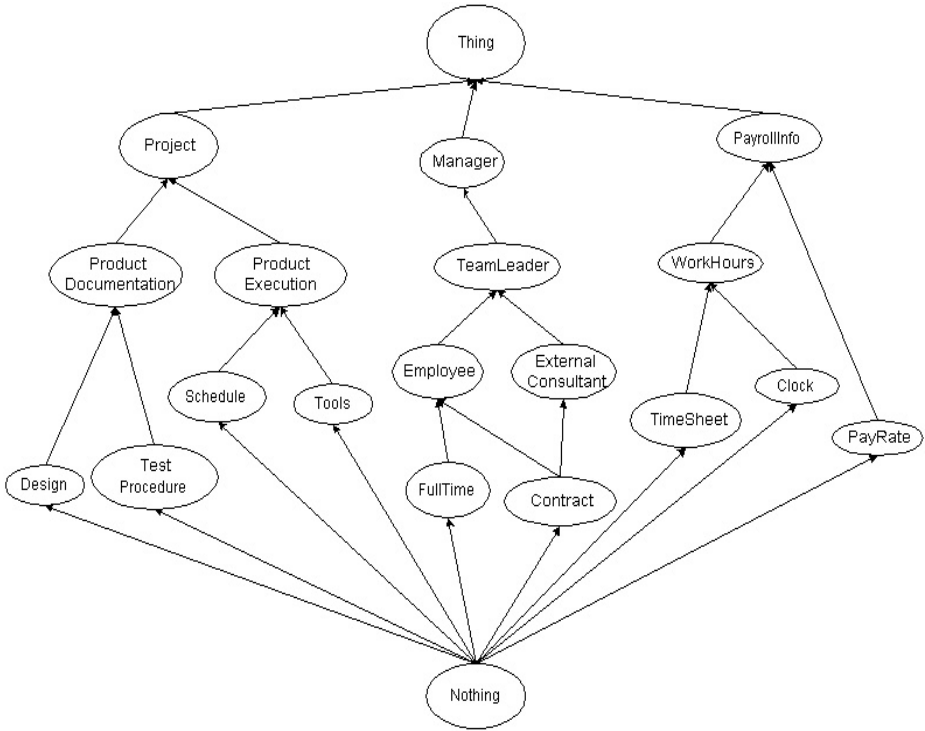 Thing
Project
Manager
PayrollInfo
Product
Documentation
Product
Execution
TeamLeader
WorkHours
Employee
External
Consultant
Schedule
Tools
TimeSheet
Clock
PayRate
Design
Test
Procedure
FullTime
Contract
Nothing